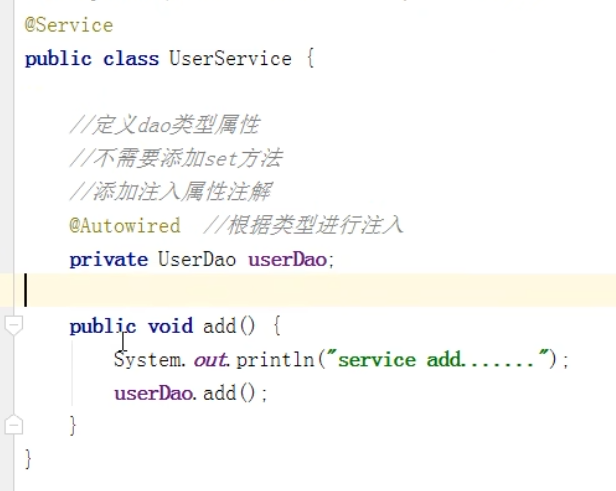 @Service
public class UserService {
//定义dao类型属性
//不需要添加set方法
//添加注入属性注解
@Autowired //根据类型进行注入
private UserDao userDao;
public void add() {
System.out.println("service add.......");
userDao.add();
}
}